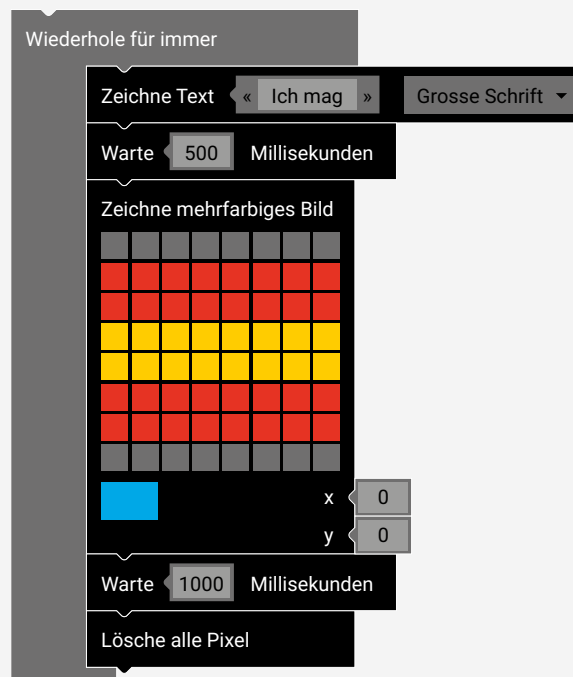 Wiederhole für immer
Zeichne Text « Ich mag » Grosse Schrift
Warte 500 Millisekunden
Zeichne mehrfarbiges Bild
x 0
y 0
Warte 1000 Millisekunden
Lösche alle Pixel